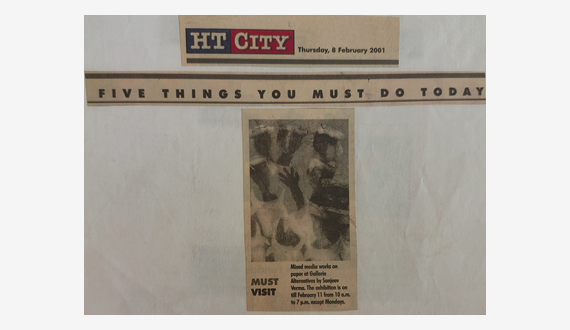 HT CITY Thursday, 8 February 2001
FIVE THINGS YOU MUST DO TODAY
MUST
VISIT
Mixed media works on
paper at Galleria
Alternatives by Sanjeev
Verma. The exhibition is on
till February 11 from 10 a.m.
to 7 p.m. except Mondays.